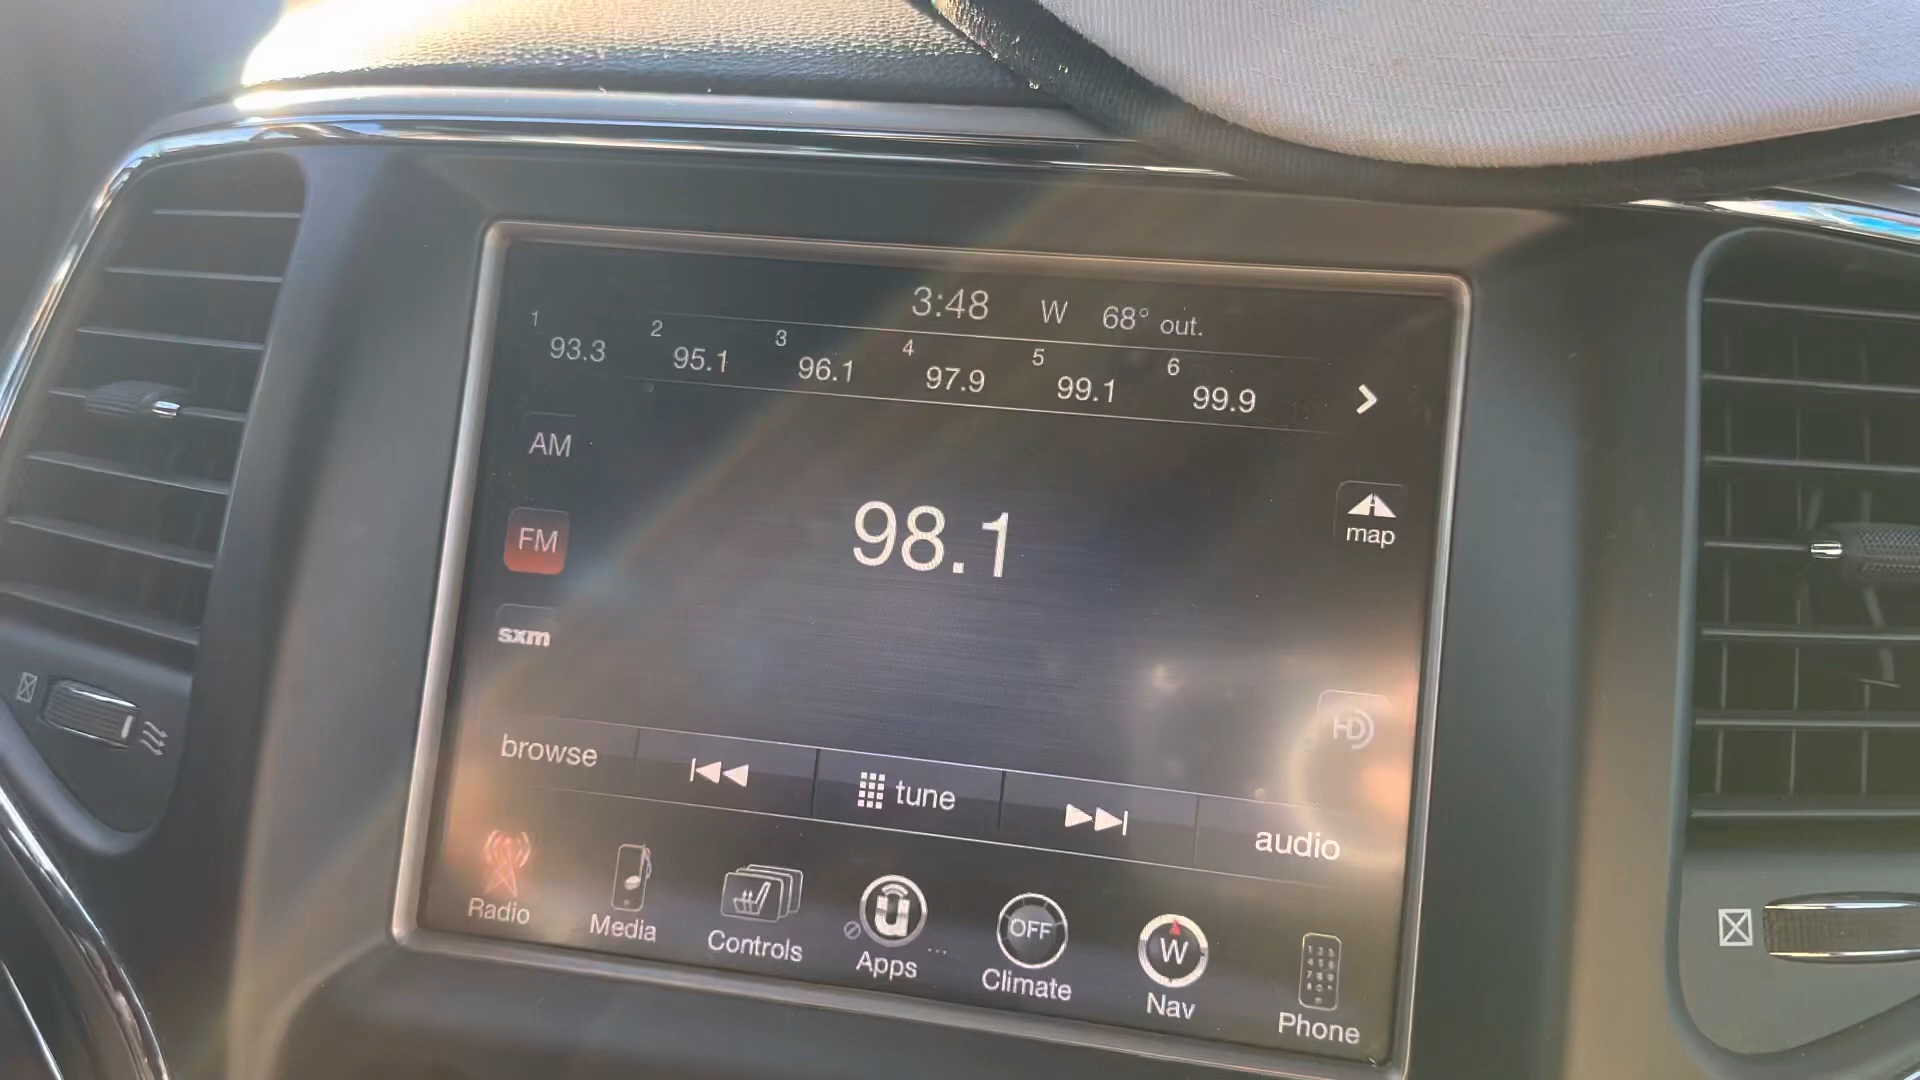 3:48 W 68° out.
1 93.3 2 95.1 3 96.1 4 97.9 5 99.1 6 99.9
AM
map
98.1
FM
sxm
HD
browse tune audio
Radio Media Controls Apps Climate Nav Phone
OFF
W